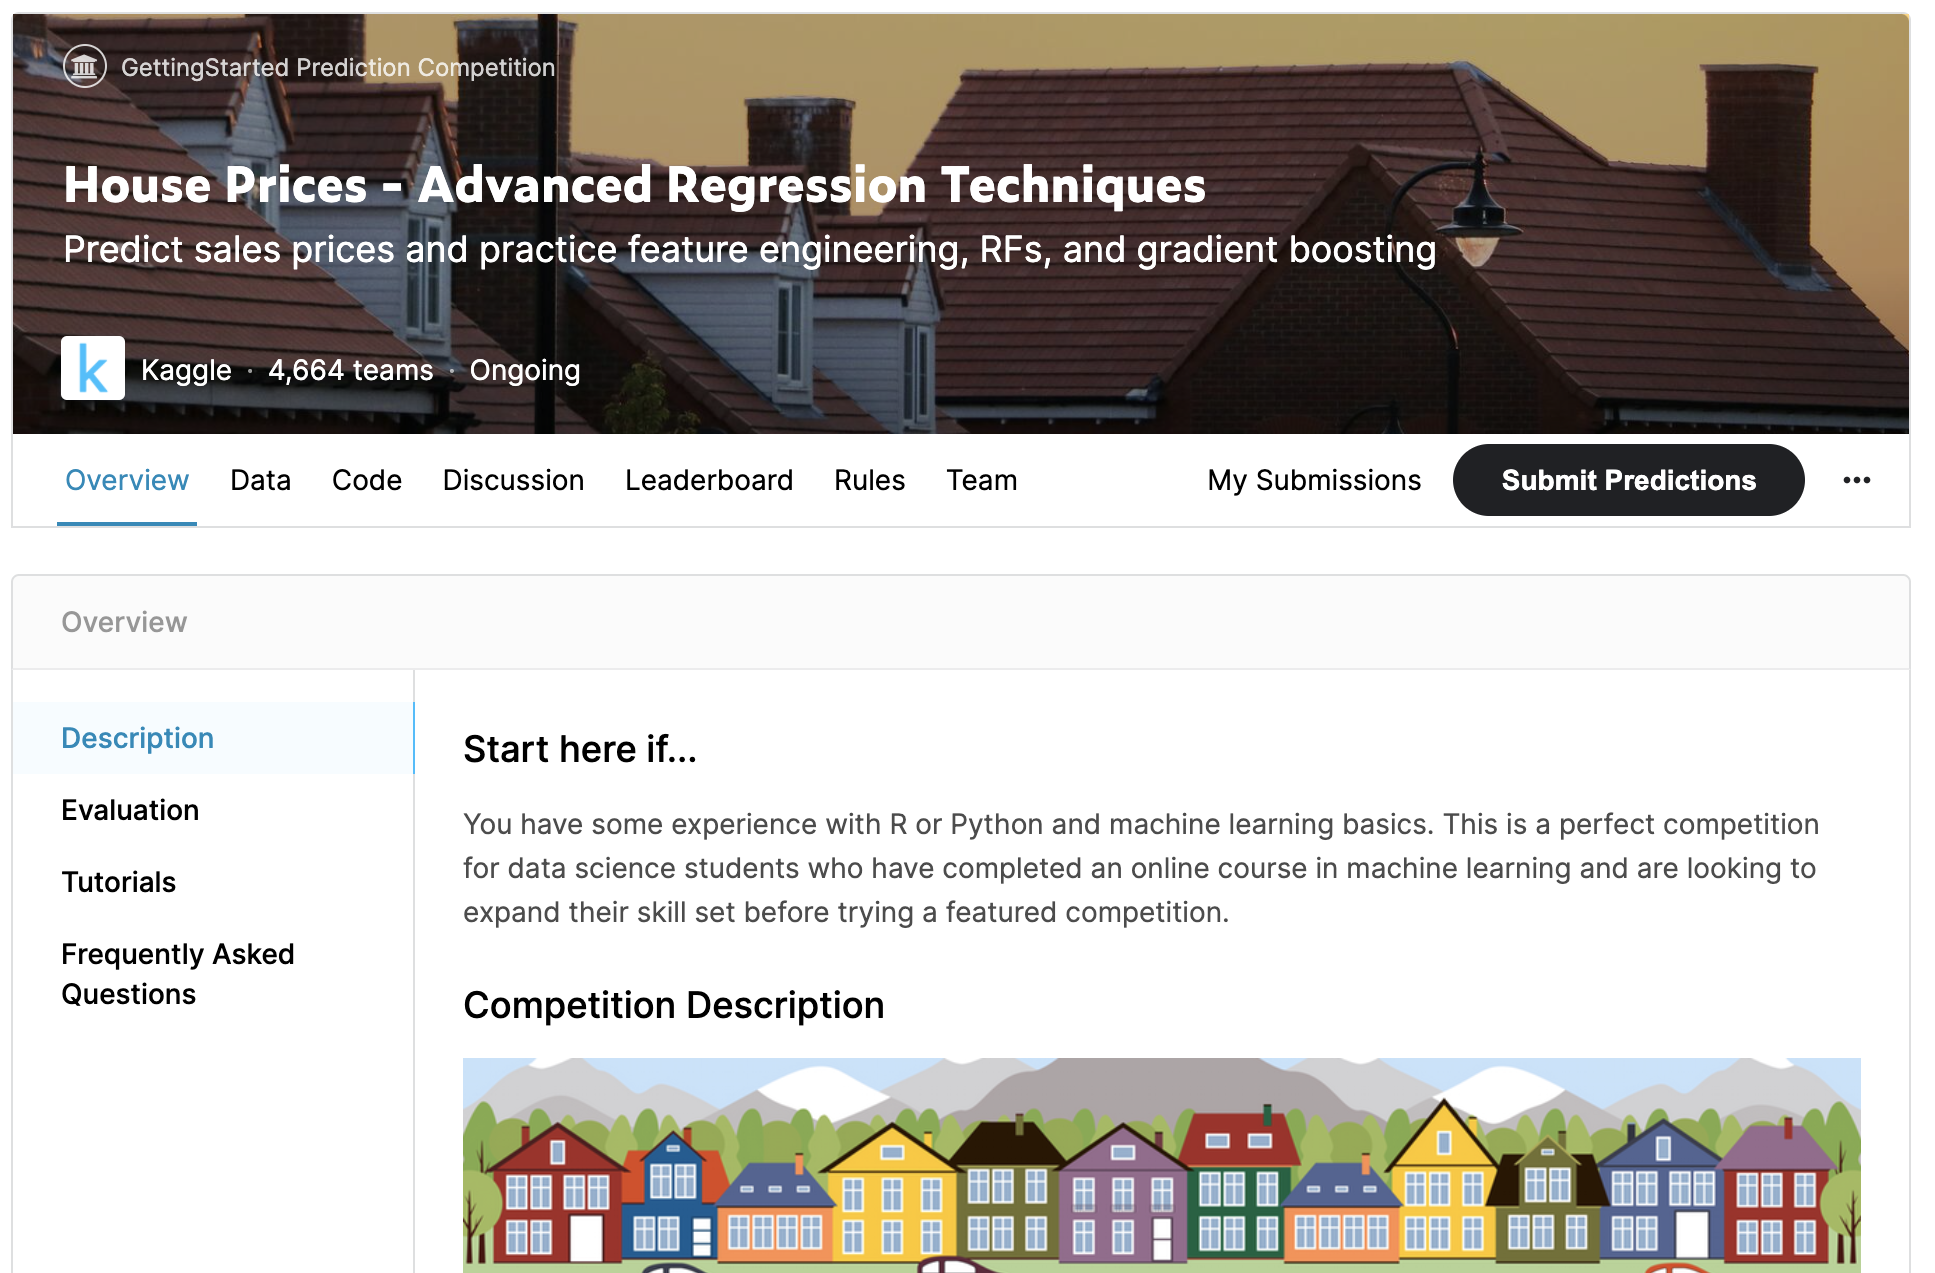 GettingStarted Prediction Competition
House Prices - Advanced Regression Techniques
Predict sales prices and practice feature engineering, RFs, and gradient boosting
k
Kaggle · 4,664 teams · Ongoing
Overview Data Code Discussion Leaderboard Rules Team My Submissions Submit Predictions •••
Overview
Description
Evaluation
Tutorials
Frequently Asked
Questions
Start here if...
You have some experience with R or Python and machine learning basics. This is a perfect competition
for data science students who have completed an online course in machine learning and are looking to
expand their skill set before trying a featured competition.
Competition Description